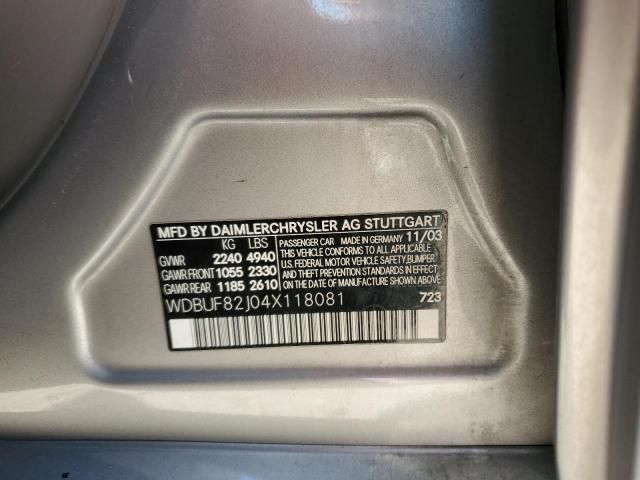 MFD BY DAIMLERCHRYSLER AG STUTTGART
KG LBS
GVWR 2240 4940
GAWR FRONT 1055 2330
GAWR REAR 1185 2610
PASSENGER CAR MADE IN GERMANY 11/03
THIS VEHICLE CONFORMS TO ALL APPLICABLE
U.S. FEDERAL MOTOR VEHICLE SAFETY, BUMPER
AND THEFT PREVENTION STANDARDS IN EFFECT
ON THE DATE OF MANUFACTURE SHOWN ABOVE.
WDBUF82J04X118081
723